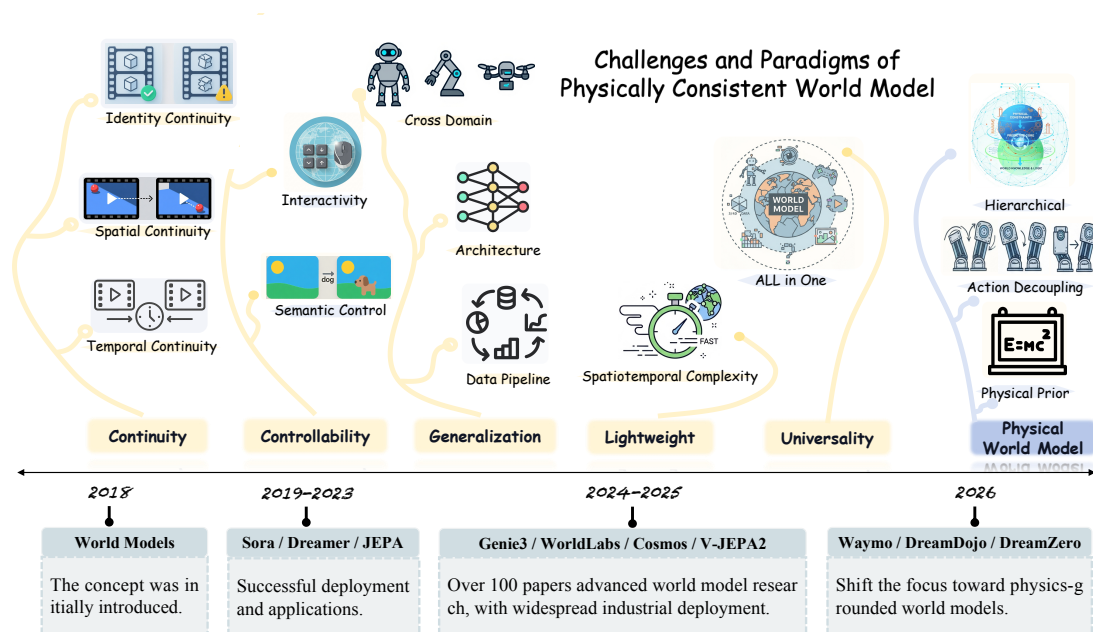 Challenges and Paradigms of
Physically Consistent World Model
Identity Continuity
Spatial Continuity
Temporal Continuity
Interactivity
dog
Semantic Control
Cross Domain
Architecture
Data Pipeline
FAST
Spatiotemporal Complexity
WORLD
MODEL
ALL in One
Hierarchical
Action Decoupling
E=mc²
Physical Prior
Continuity
Controllability
Generalization
Lightweight
Universality
Physical
World Model
2018
2019-2023
2024-2025
2026
World Models
The concept was in
itially introduced.
Sora / Dreamer / JEPA
Successful deployment
and applications.
Genie3 / WorldLabs / Cosmos / V-JEPA2
Over 100 papers advanced world model resear
ch, with widespread industrial deployment.
Waymo / DreamDojo / DreamZero
Shift the focus toward physics-g
rounded world models.